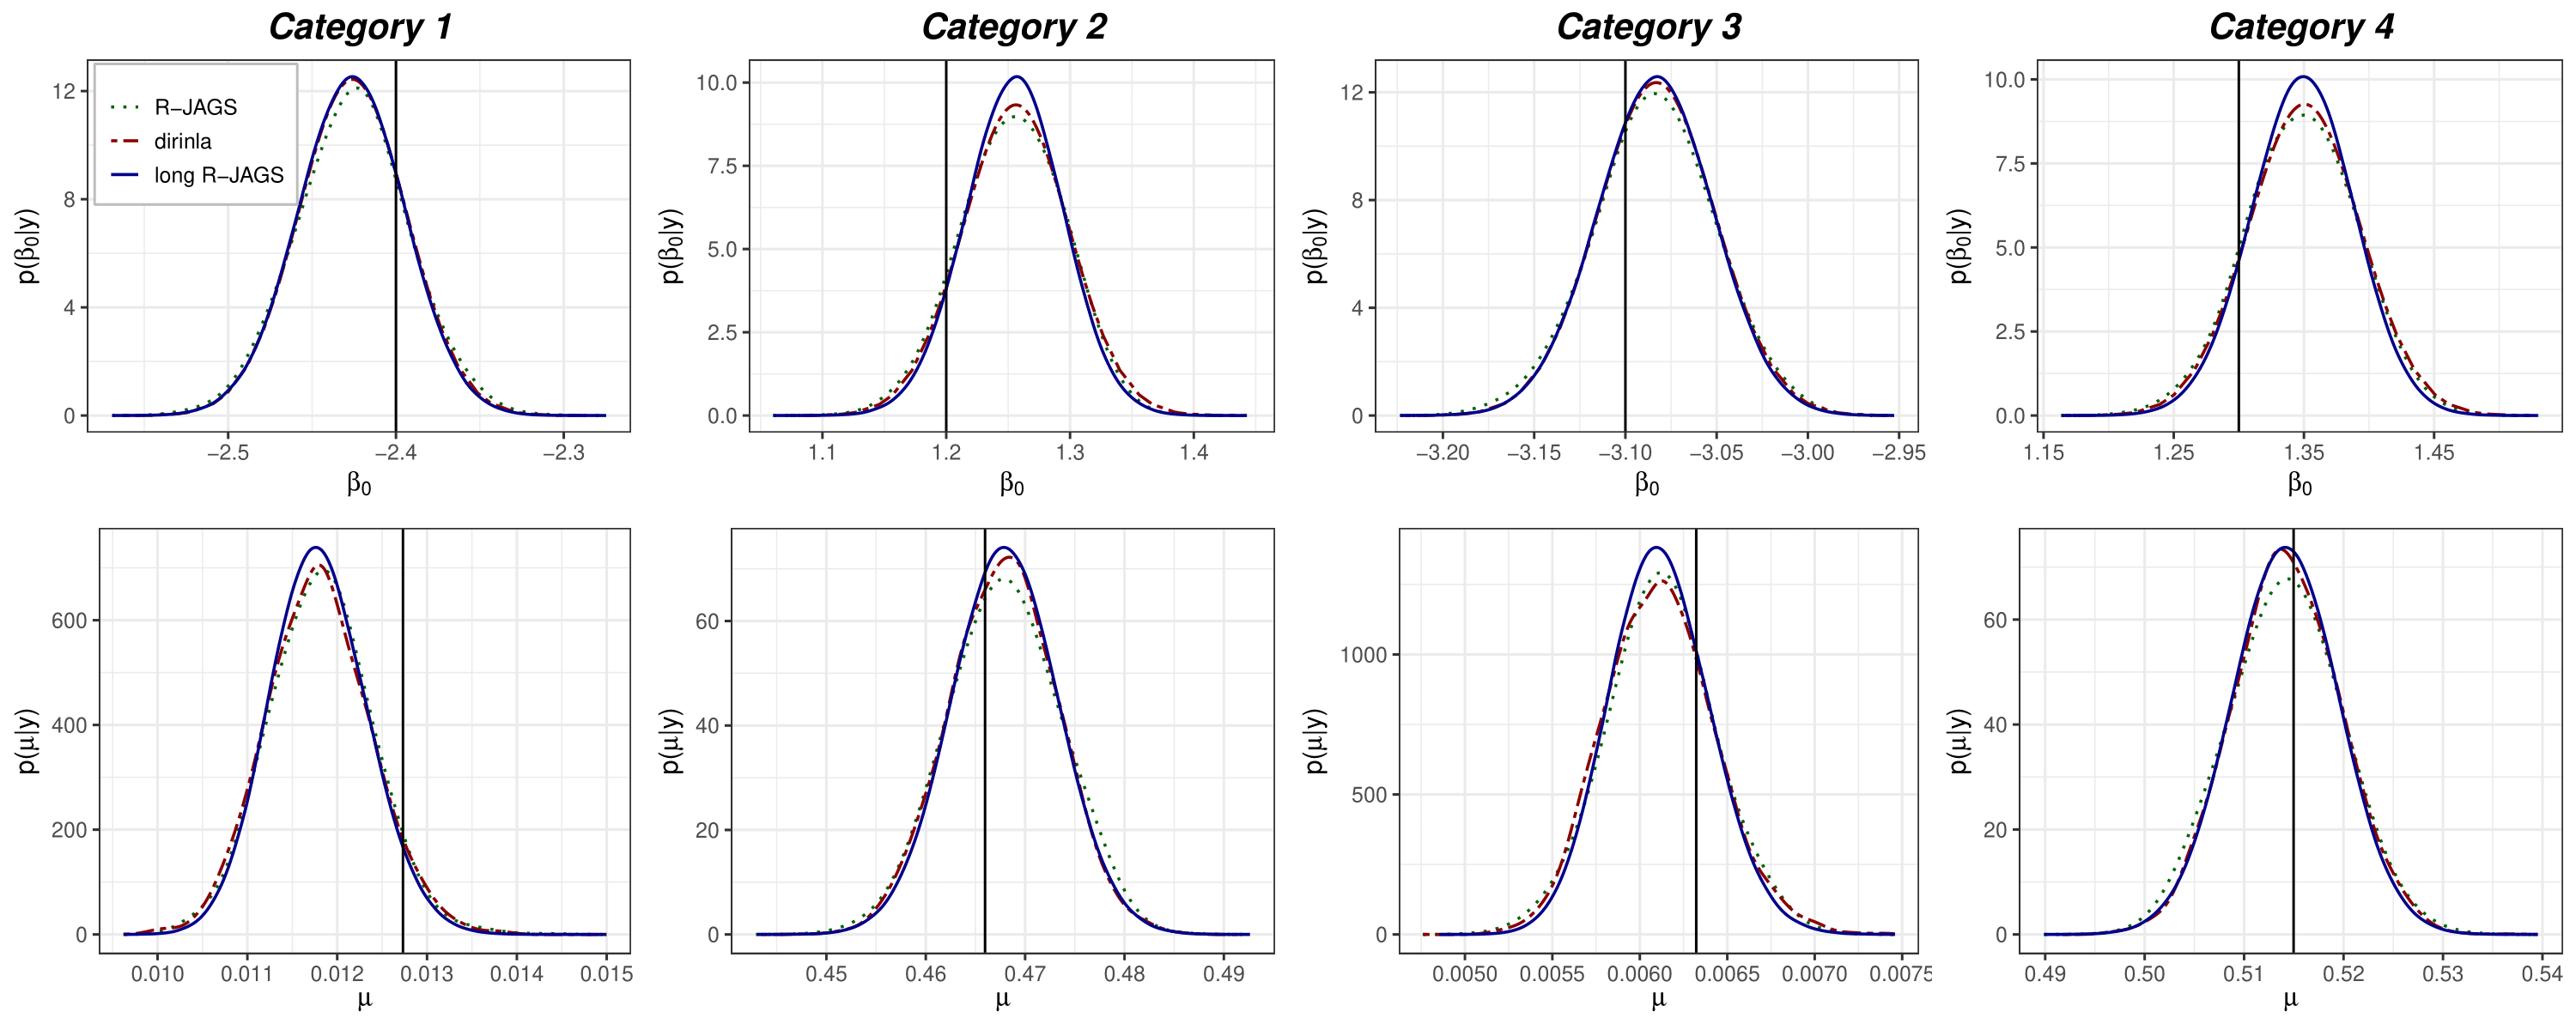 Category 1 Category 2 Category 3 Category 4
R−JAGS
dirinla
long R−JAGS
p(β₀|y)
12
8
4
0
−2.5 −2.4 −2.3
β₀
p(β₀|y)
10.0
7.5
5.0
2.5
0.0
1.1 1.2 1.3 1.4
β₀
p(β₀|y)
12
8
4
0
−3.20 −3.15 −3.10 −3.05 −3.00 −2.95
β₀
p(β₀|y)
10.0
7.5
5.0
2.5
0.0
1.15 1.25 1.35 1.45
β₀
p(μ|y)
600
400
200
0
0.010 0.011 0.012 0.013 0.014 0.015
μ
p(μ|y)
60
40
20
0
0.45 0.46 0.47 0.48 0.49
μ
p(μ|y)
1000
500
0
0.0050 0.0055 0.0060 0.0065 0.0070 0.0075
μ
p(μ|y)
60
40
20
0
0.49 0.50 0.51 0.52 0.53 0.54
μ